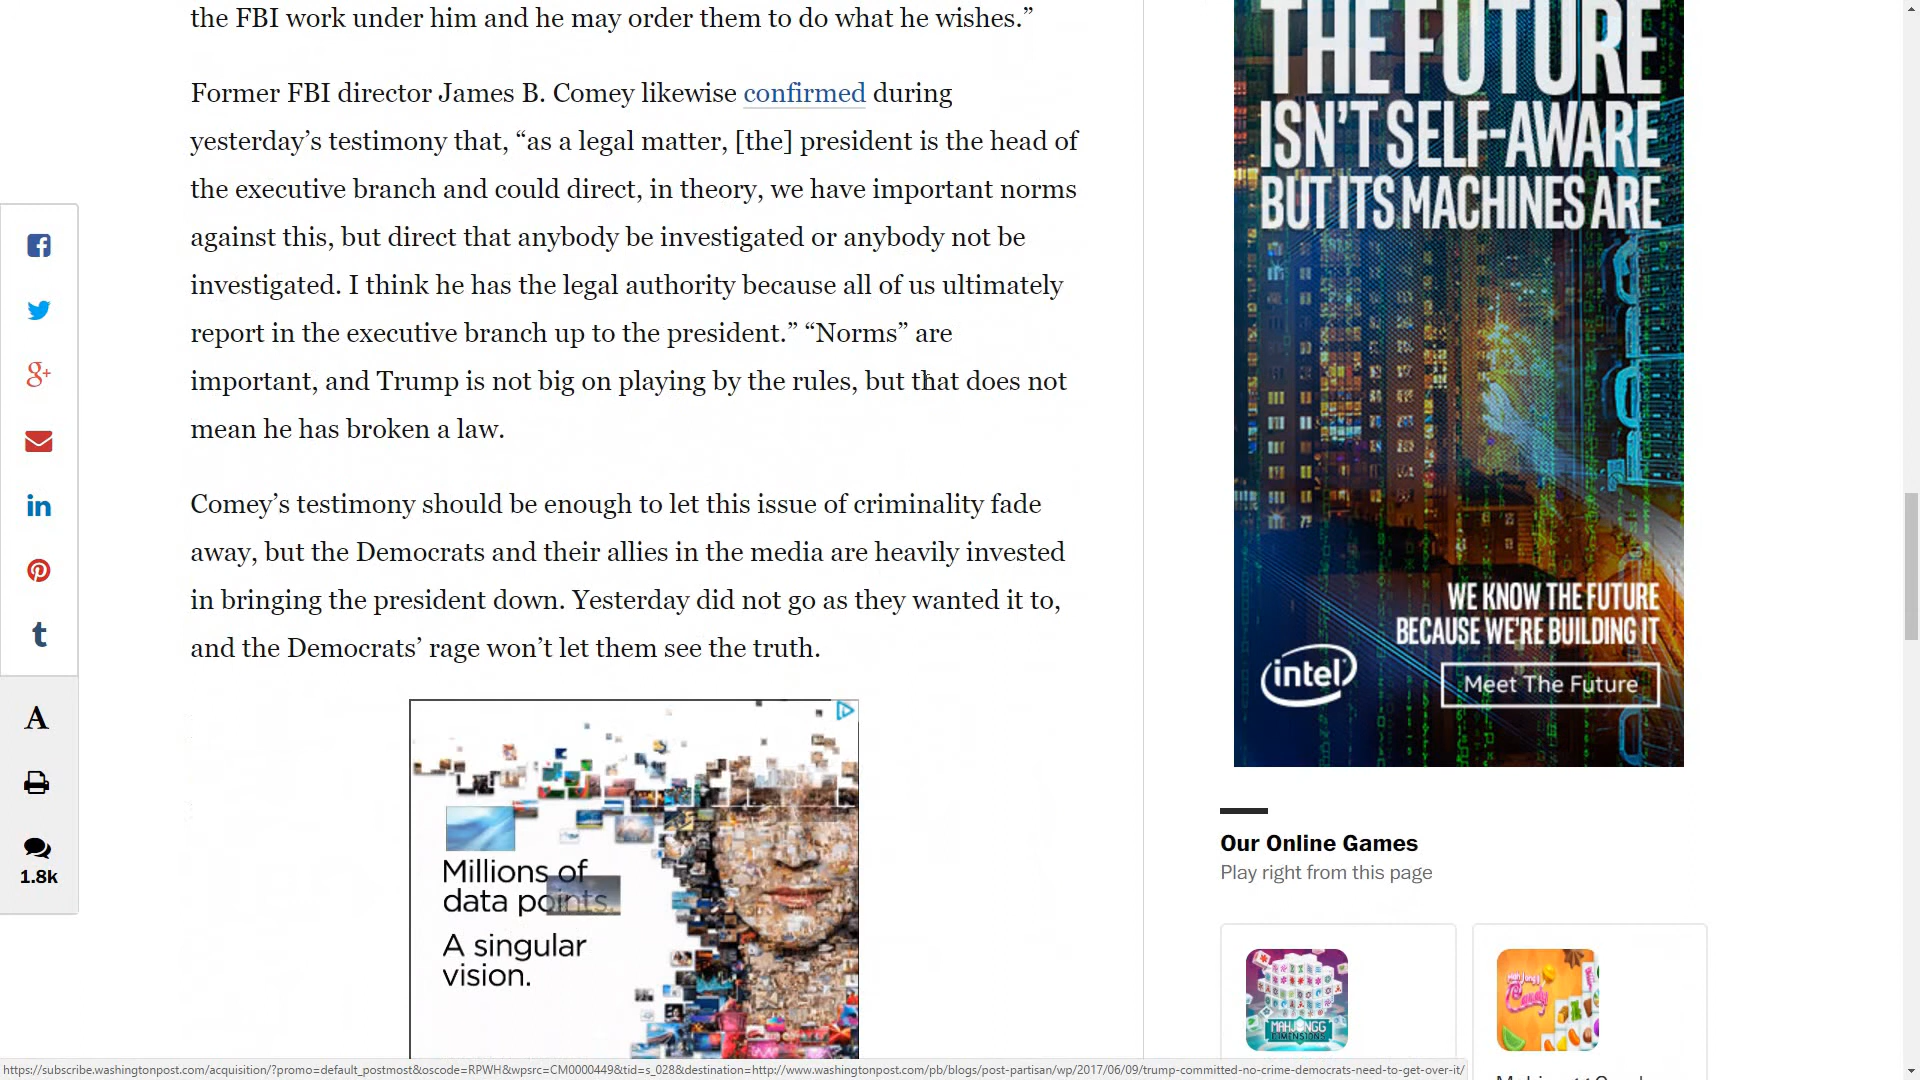 the FBI work under him and he may order them to do what he wishes.”
Former FBI director James B. Comey likewise confirmed during
yesterday’s testimony that, “as a legal matter, [the] president is the head of
the executive branch and could direct, in theory, we have important norms
against this, but direct that anybody be investigated or anybody not be
investigated. I think he has the legal authority because all of us ultimately
report in the executive branch up to the president.” “Norms” are
important, and Trump is not big on playing by the rules, but that does not
mean he has broken a law.
Comey’s testimony should be enough to let this issue of criminality fade
away, but the Democrats and their allies in the media are heavily invested
in bringing the president down. Yesterday did not go as they wanted it to,
and the Democrats’ rage won’t let them see the truth.
Millions of
data points.
A singular
vision.
1.8k
THE FUTURE
ISN'T SELF-AWARE
BUT ITS MACHINES ARE
WE KNOW THE FUTURE
BECAUSE WE'RE BUILDING IT
intel
Meet The Future
Our Online Games
Play right from this page
MAHJONGG
DIMENSIONS
https://subscribe.washingtonpost.com/acquisition/?promo=default_postmost&oscode=RPWH&wpsrc=CM0000449&tid=s_028&destination=http://www.washingtonpost.com/pb/blogs/post-partisan/wp/2017/06/09/trump-committed-no-crime-democrats-need-to-get-over-it/